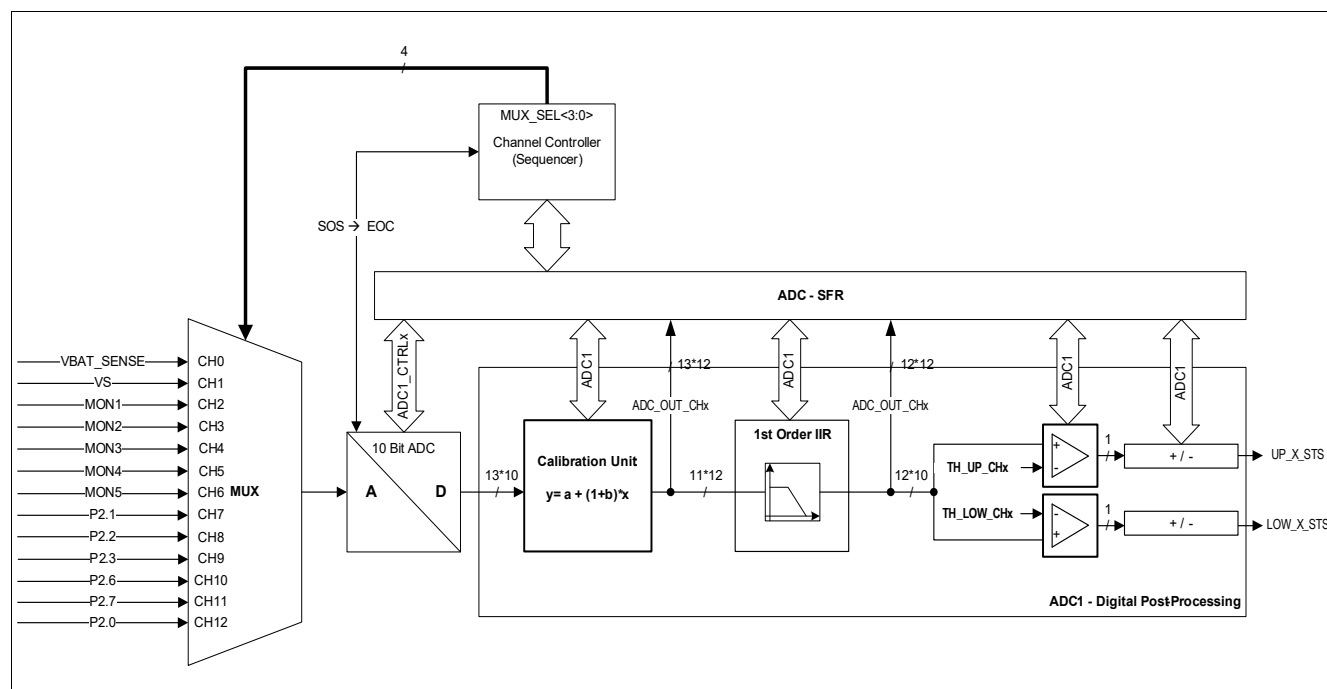 4
MUX_SEL<3:0>
Channel Controller
(Sequencer)
SOS → EOC
ADC - SFR
VBAT_SENSE
CH0
VS
CH1
MON1
CH2
MON2
CH3
MON3
CH4
MON4
CH5
MON5
CH6
MUX
P2.1
CH7
P2.2
CH8
P2.3
CH9
P2.6
CH10
P2.7
CH11
P2.0
CH12
ADC1_CTRLx
10 Bit ADC
A
D
13*10
ADC1
Calibration Unit
y= a + (1+b)*x
13*12
ADC_OUT_CHx
11*12
ADC1
1st Order IIR
12*12
ADC_OUT_CHx
12*10
ADC1
TH_UP_CHx
+
-
1
ADC1
+ / -
UP_X_STS
TH_LOW_CHx
-
+
1
+ / -
LOW_X_STS
ADC1 - Digital Post-Processing